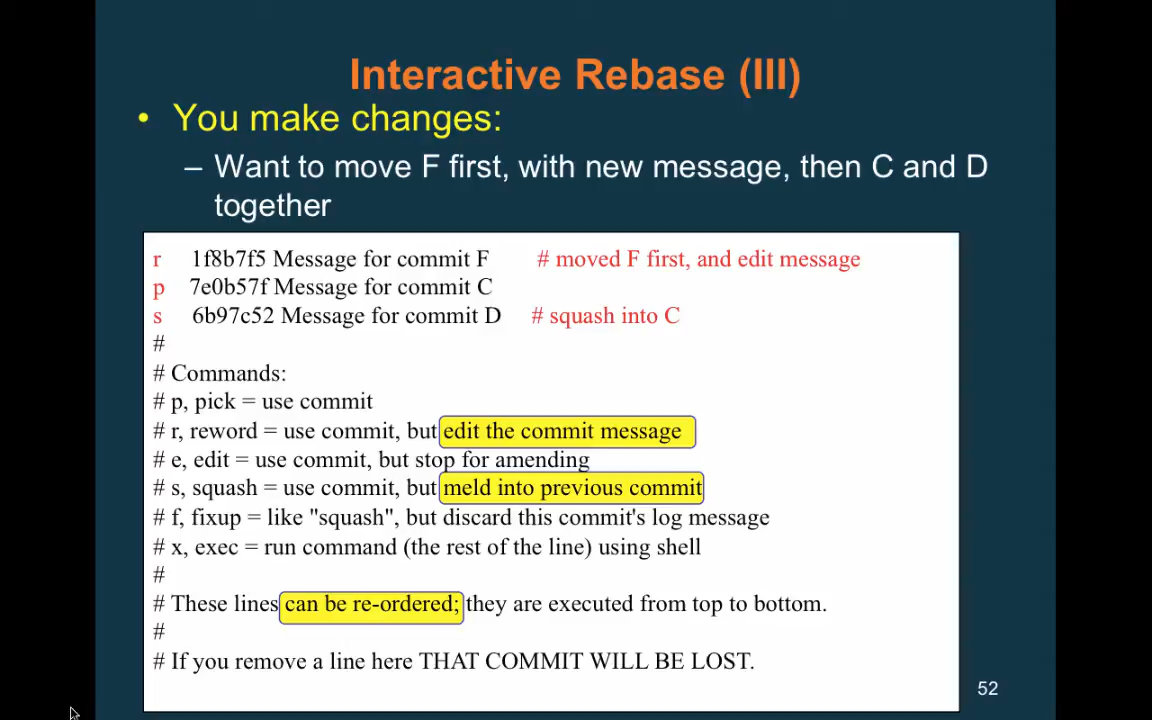 Interactive Rebase (III)
• You make changes:
– Want to move F first, with new message, then C and D
together
r 1f8b7f5 Message for commit F # moved F first, and edit message
p 7e0b57f Message for commit C
s 6b97c52 Message for commit D # squash into C
#
# Commands:
# p, pick = use commit
# r, reword = use commit, but edit the commit message
# e, edit = use commit, but stop for amending
# s, squash = use commit, but meld into previous commit
# f, fixup = like "squash", but discard this commit's log message
# x, exec = run command (the rest of the line) using shell
#
# These lines can be re-ordered; they are executed from top to bottom.
#
# If you remove a line here THAT COMMIT WILL BE LOST.
52